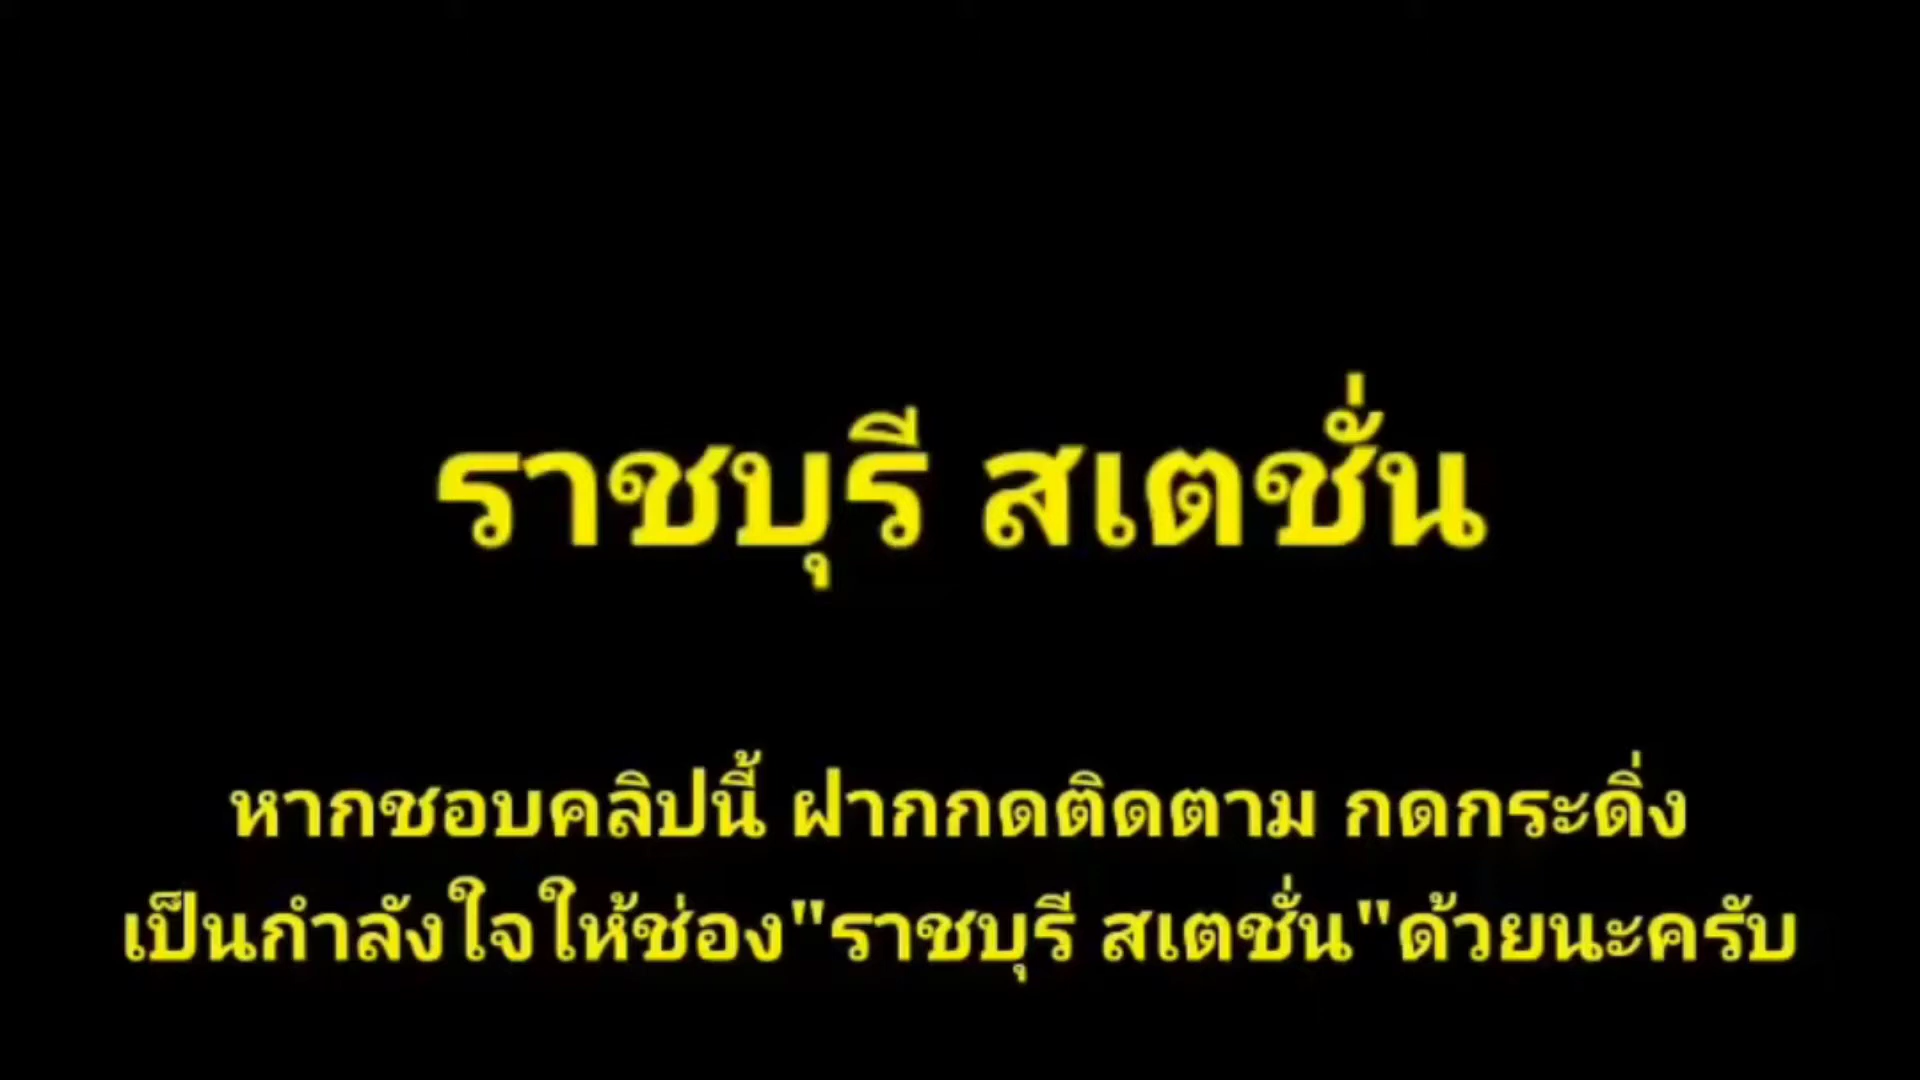 ราชบุรี สเตชั่น
หากชอบคลิปนี้ ฝากกดติดตาม กดกระดิ่ง
เป็นกำลังใจให้ช่อง"ราชบุรี สเตชั่น"ด้วยนะครับ